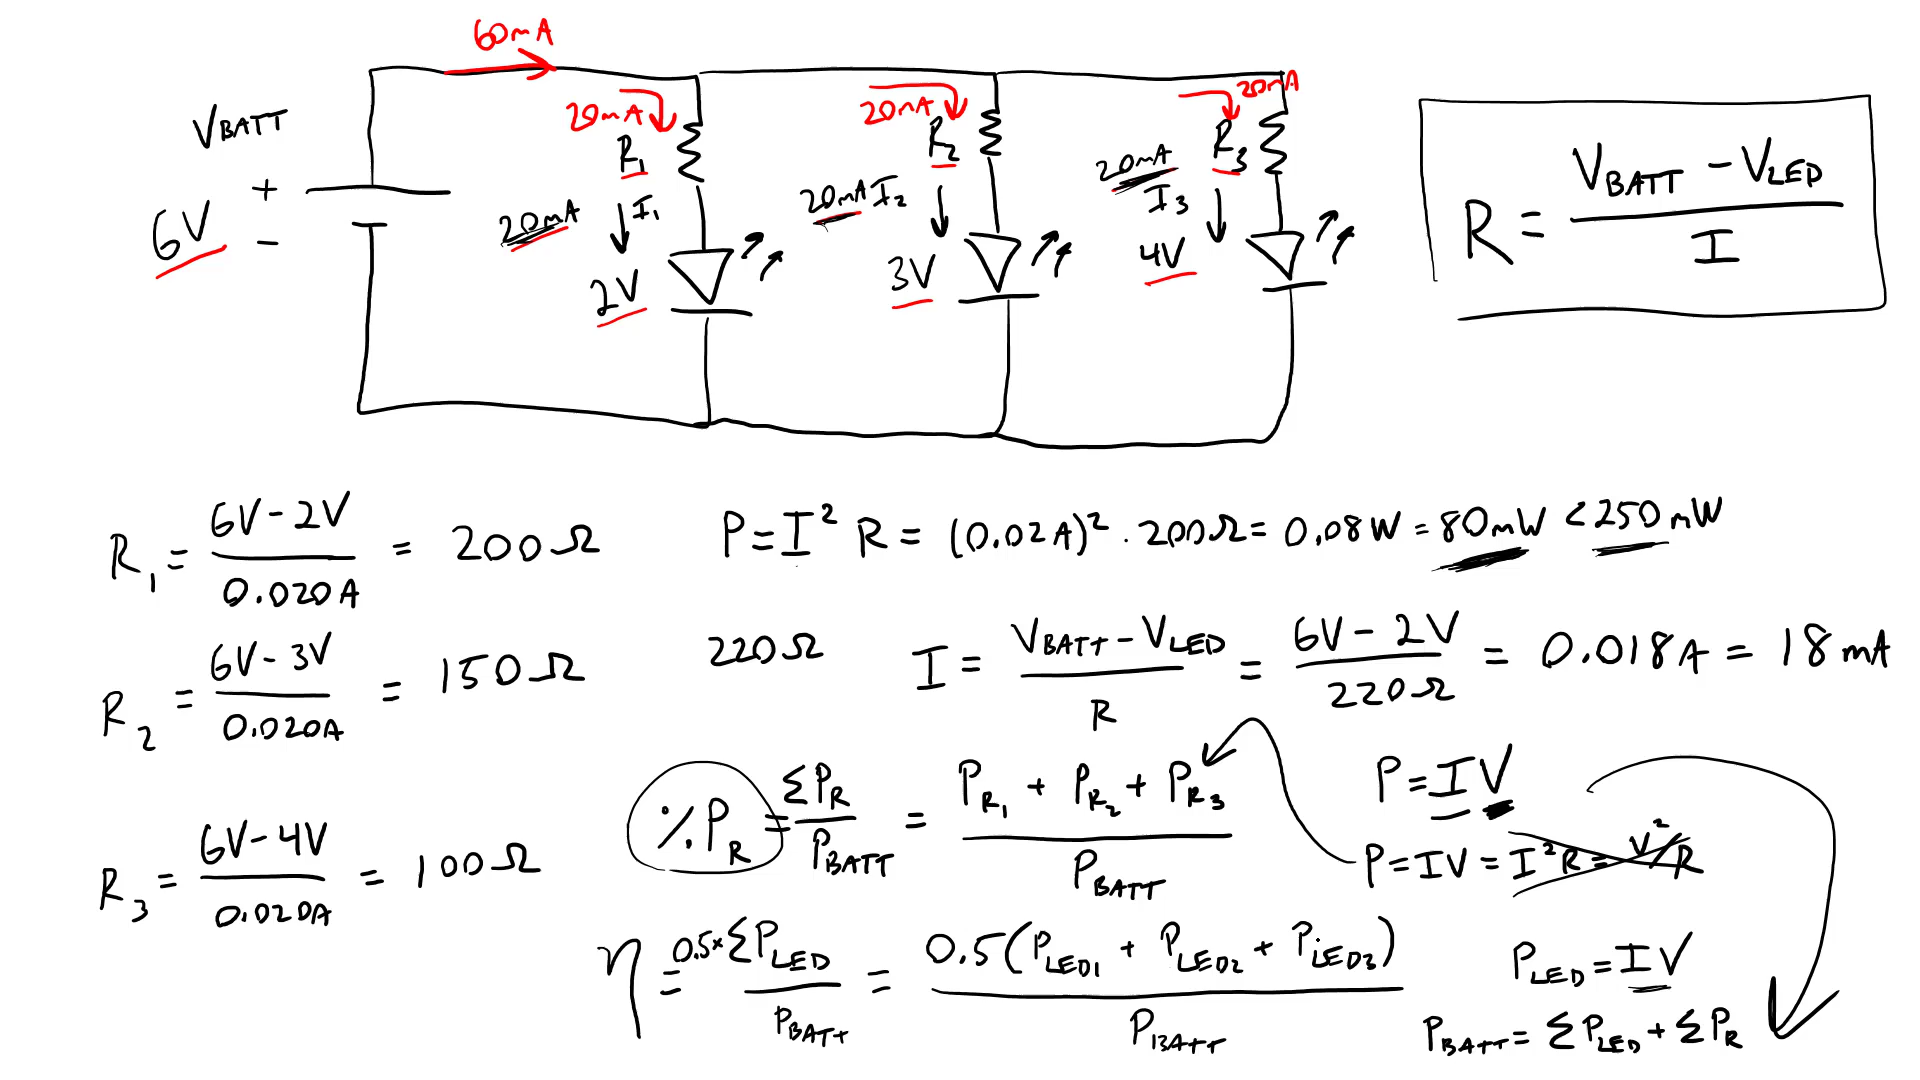 60mA
VBATT
+
6V
-
20mA
R₁
20mA
I₁
2V
20mA
R₂
20mA I₂
3V
20mA
R₃
20mA
I₃
4V
R = (VBATT - VLED) / I
R₁ = (6V - 2V) / 0.020A = 200Ω
P = I² R = (0.02A)² · 200Ω = 0.08W = 80mW < 250mW
R₂ = (6V - 3V) / 0.020A = 150Ω
220Ω
I = (VBATT - VLED) / R = (6V - 2V) / 220Ω = 0.018A = 18mA
R₃ = (6V - 4V) / 0.020A = 100Ω
%PR = ΣPR / PBATT = (PR₁ + PR₂ + PR₃) / PBATT
P = IV
P = IV = I²R = V²/R
η = 0.5× ΣPLED / PBATT = 0.5(PLED1 + PLED2 + PLED3) / PBATT
PLED = IV
PBATT = ΣPLED + ΣPR